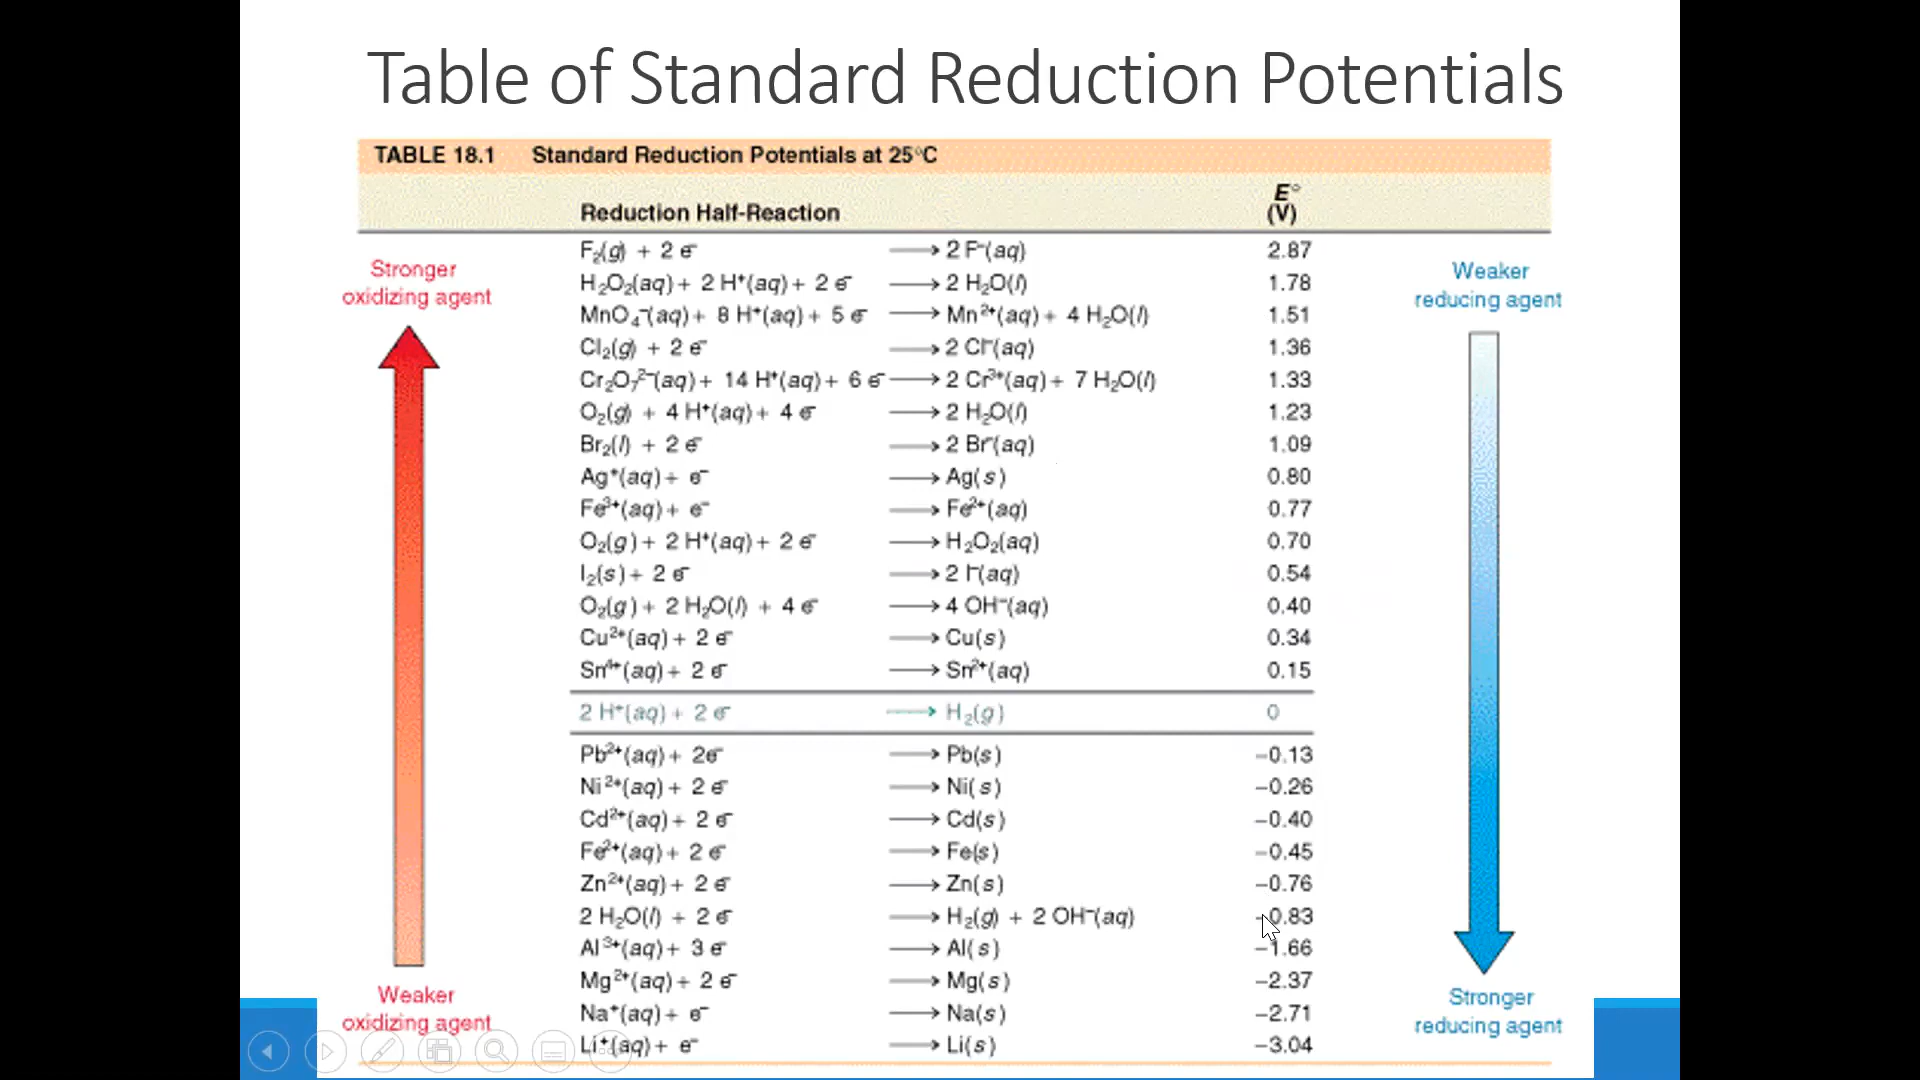 Table of Standard Reduction Potentials
TABLE 18.1 Standard Reduction Potentials at 25°C
Reduction Half-Reaction E° (V)
Stronger oxidizing agent
Weaker reducing agent
F₂(g) + 2 e⁻ ⟶ 2 F⁻(aq) 2.87
H₂O₂(aq) + 2 H⁺(aq) + 2 e⁻ ⟶ 2 H₂O(l) 1.78
MnO₄⁻(aq) + 8 H⁺(aq) + 5 e⁻ ⟶ Mn²⁺(aq) + 4 H₂O(l) 1.51
Cl₂(g) + 2 e⁻ ⟶ 2 Cl⁻(aq) 1.36
Cr₂O₇²⁻(aq) + 14 H⁺(aq) + 6 e⁻ ⟶ 2 Cr³⁺(aq) + 7 H₂O(l) 1.33
O₂(g) + 4 H⁺(aq) + 4 e⁻ ⟶ 2 H₂O(l) 1.23
Br₂(l) + 2 e⁻ ⟶ 2 Br⁻(aq) 1.09
Ag⁺(aq) + e⁻ ⟶ Ag(s) 0.80
Fe³⁺(aq) + e⁻ ⟶ Fe²⁺(aq) 0.77
O₂(g) + 2 H⁺(aq) + 2 e⁻ ⟶ H₂O₂(aq) 0.70
I₂(s) + 2 e⁻ ⟶ 2 I⁻(aq) 0.54
O₂(g) + 2 H₂O(l) + 4 e⁻ ⟶ 4 OH⁻(aq) 0.40
Cu²⁺(aq) + 2 e⁻ ⟶ Cu(s) 0.34
Sn⁴⁺(aq) + 2 e⁻ ⟶ Sn²⁺(aq) 0.15
2 H⁺(aq) + 2 e⁻ ⟶ H₂(g) 0
Pb²⁺(aq) + 2e⁻ ⟶ Pb(s) −0.13
Ni²⁺(aq) + 2 e⁻ ⟶ Ni(s) −0.26
Cd²⁺(aq) + 2 e⁻ ⟶ Cd(s) −0.40
Fe²⁺(aq) + 2 e⁻ ⟶ Fe(s) −0.45
Zn²⁺(aq) + 2 e⁻ ⟶ Zn(s) −0.76
2 H₂O(l) + 2 e⁻ ⟶ H₂(g) + 2 OH⁻(aq) −0.83
Al³⁺(aq) + 3 e⁻ ⟶ Al(s) −1.66
Mg²⁺(aq) + 2 e⁻ ⟶ Mg(s) −2.37
Na⁺(aq) + e⁻ ⟶ Na(s) −2.71
Li⁺(aq) + e⁻ ⟶ Li(s) −3.04
Weaker oxidizing agent
Stronger reducing agent